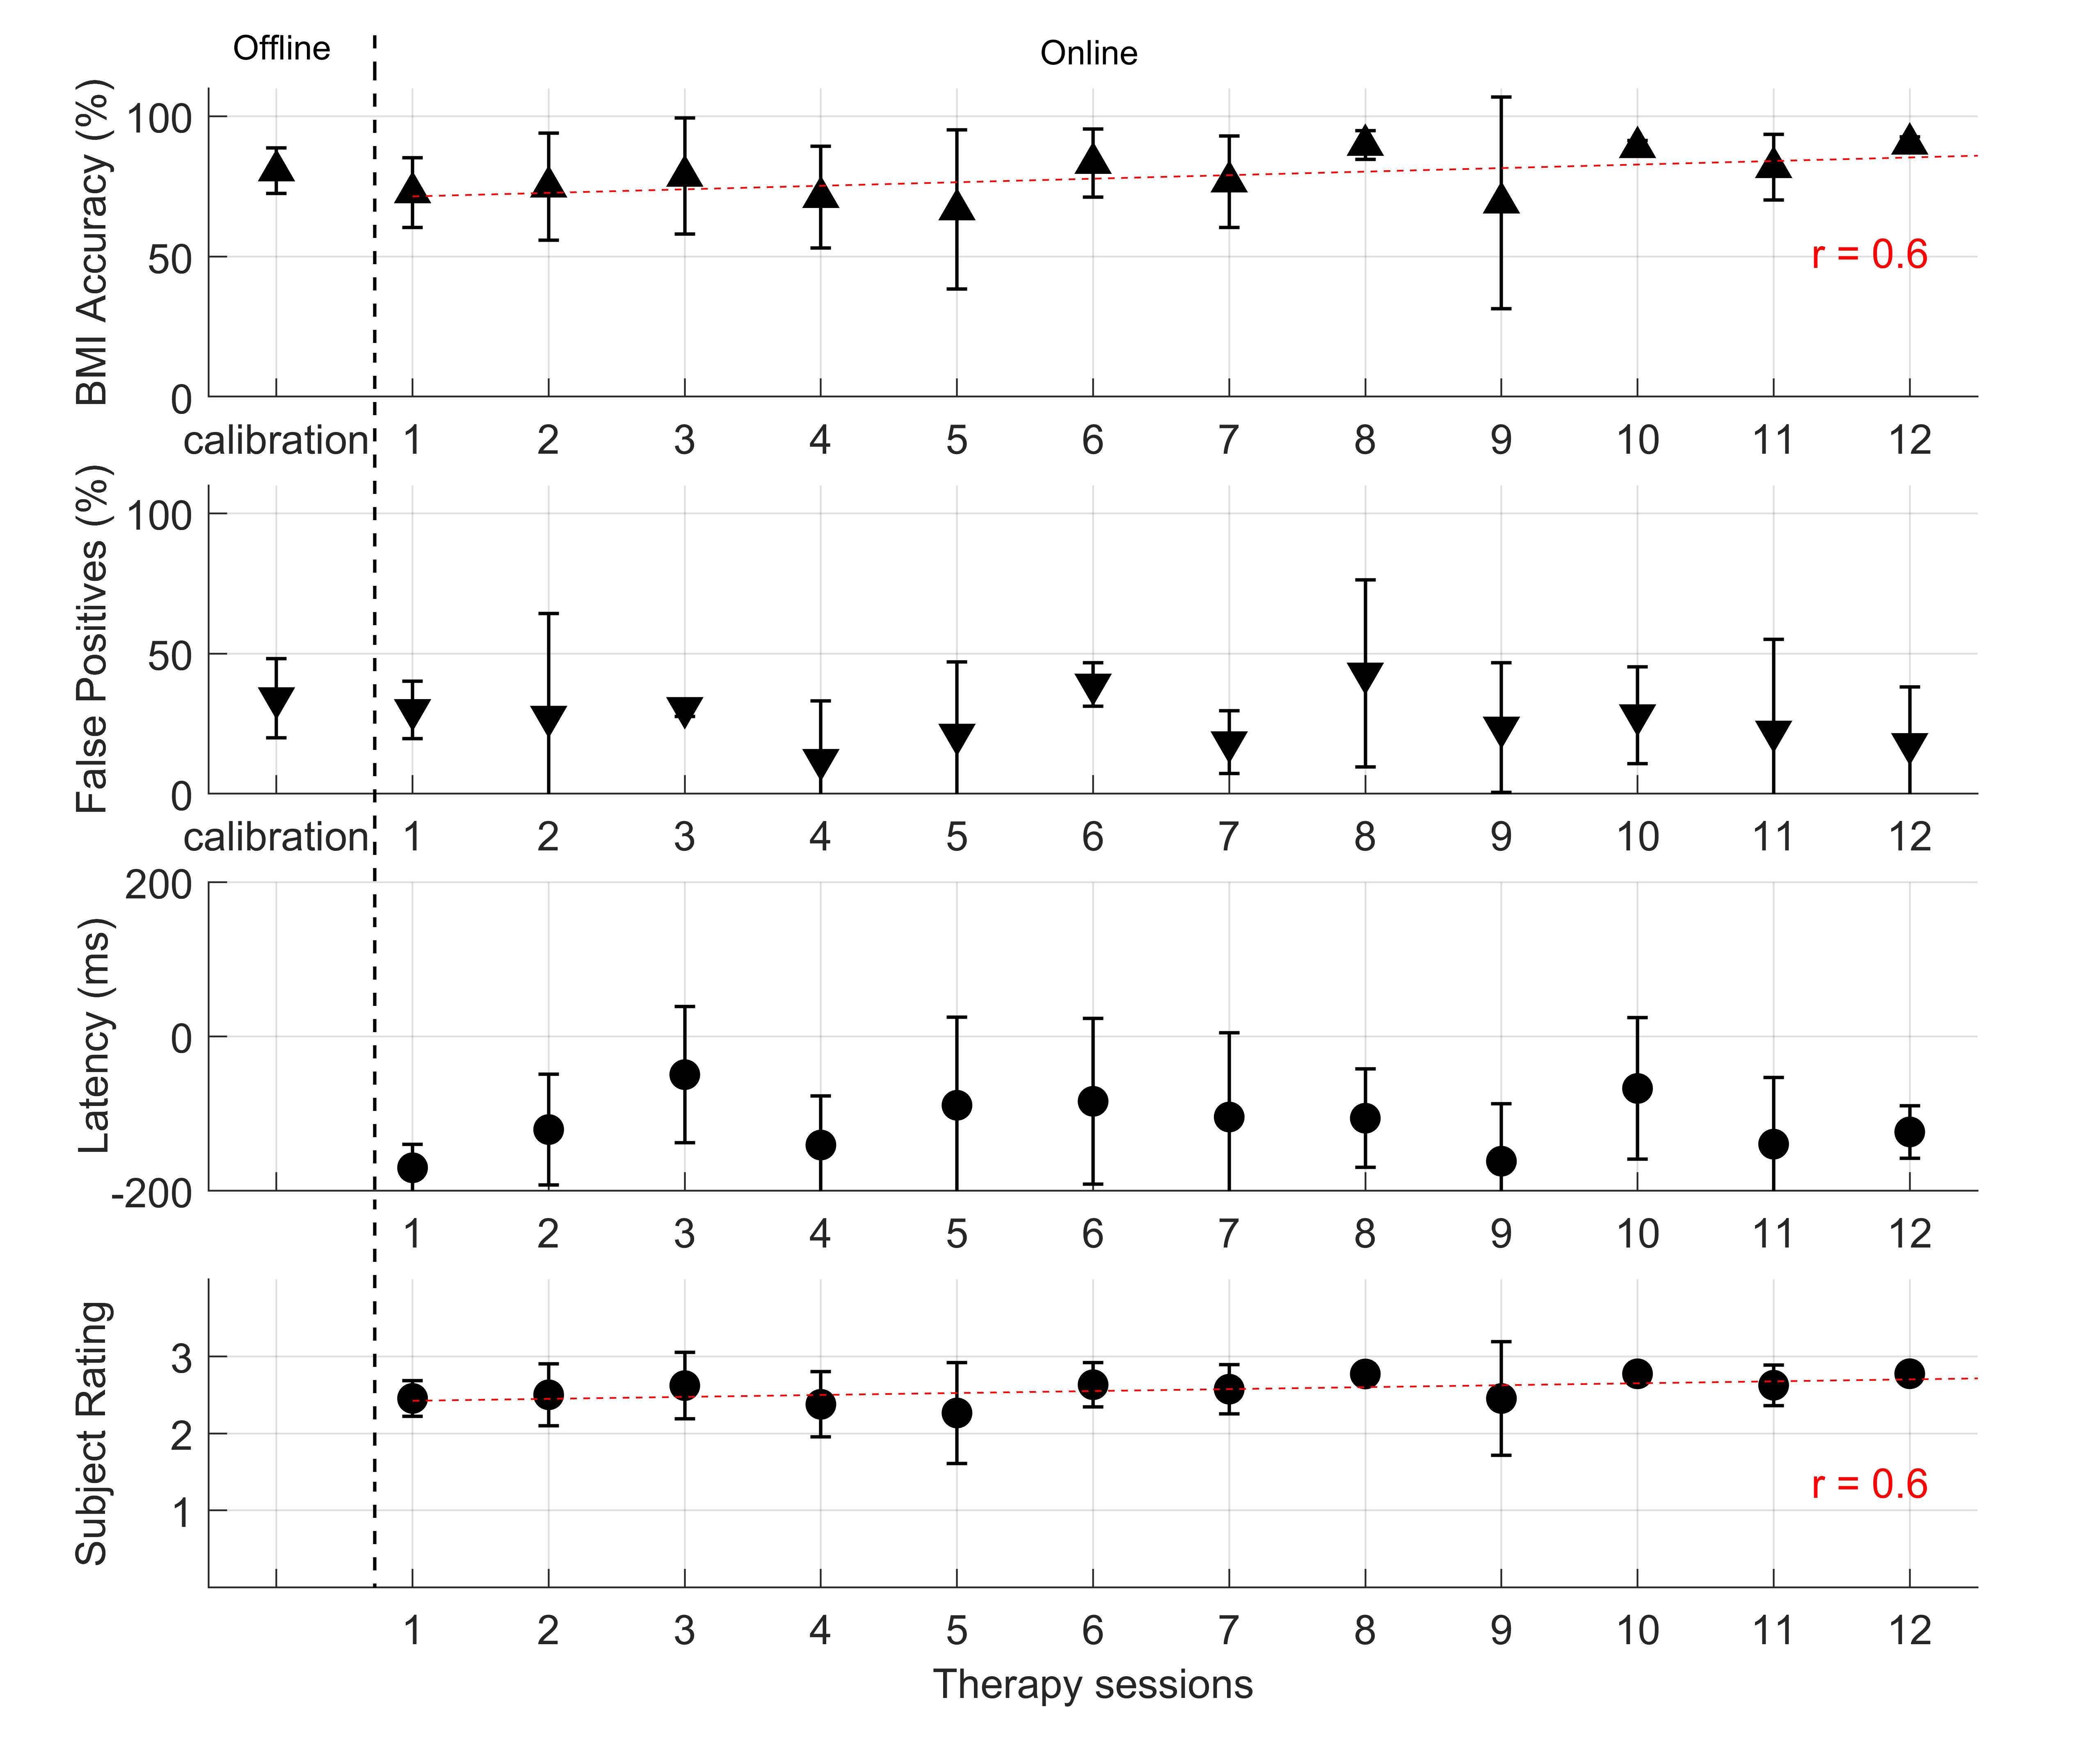 Offline
Online
BMI Accuracy (%)
100
50
0
r = 0.6
calibration 1 2 3 4 5 6 7 8 9 10 11 12
False Positives (%)
100
50
0
calibration 1 2 3 4 5 6 7 8 9 10 11 12
Latency (ms)
200
0
-200
1 2 3 4 5 6 7 8 9 10 11 12
Subject Rating
3
2
1
r = 0.6
1 2 3 4 5 6 7 8 9 10 11 12
Therapy sessions